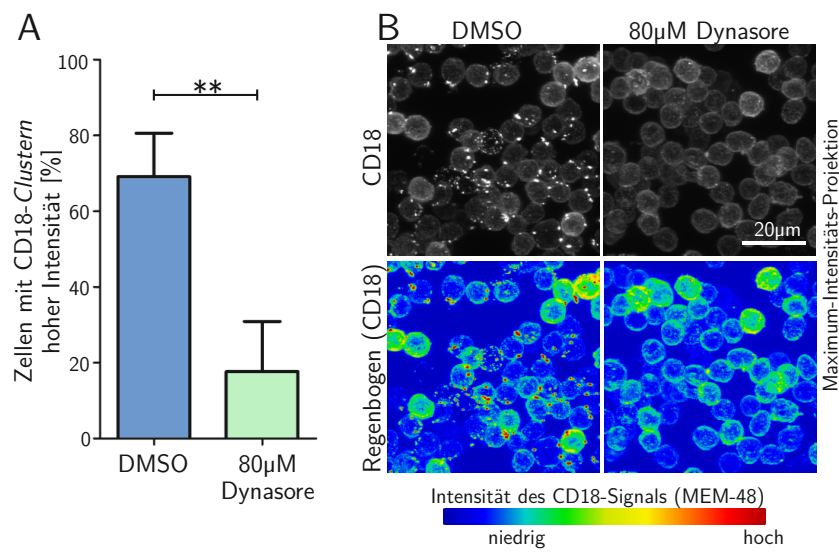 A
Zellen mit CD18-Clustern
hoher Intensität [%]
100
80
60
40
20
0
**
DMSO
80µM
Dynasore
B
DMSO
80µM Dynasore
CD18
20µm
Regenbogen (CD18)
Maximum-Intensitäts-Projektion
Intensität des CD18-Signals (MEM-48)
niedrig
hoch